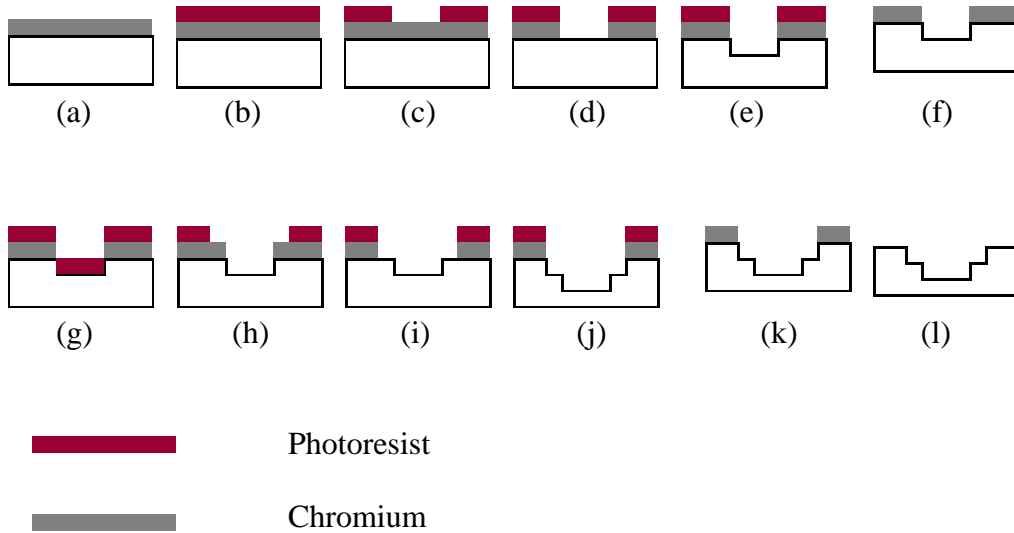 (a) (b) (c) (d) (e) (f)
(g) (h) (i) (j) (k) (l)
Photoresist
Chromium